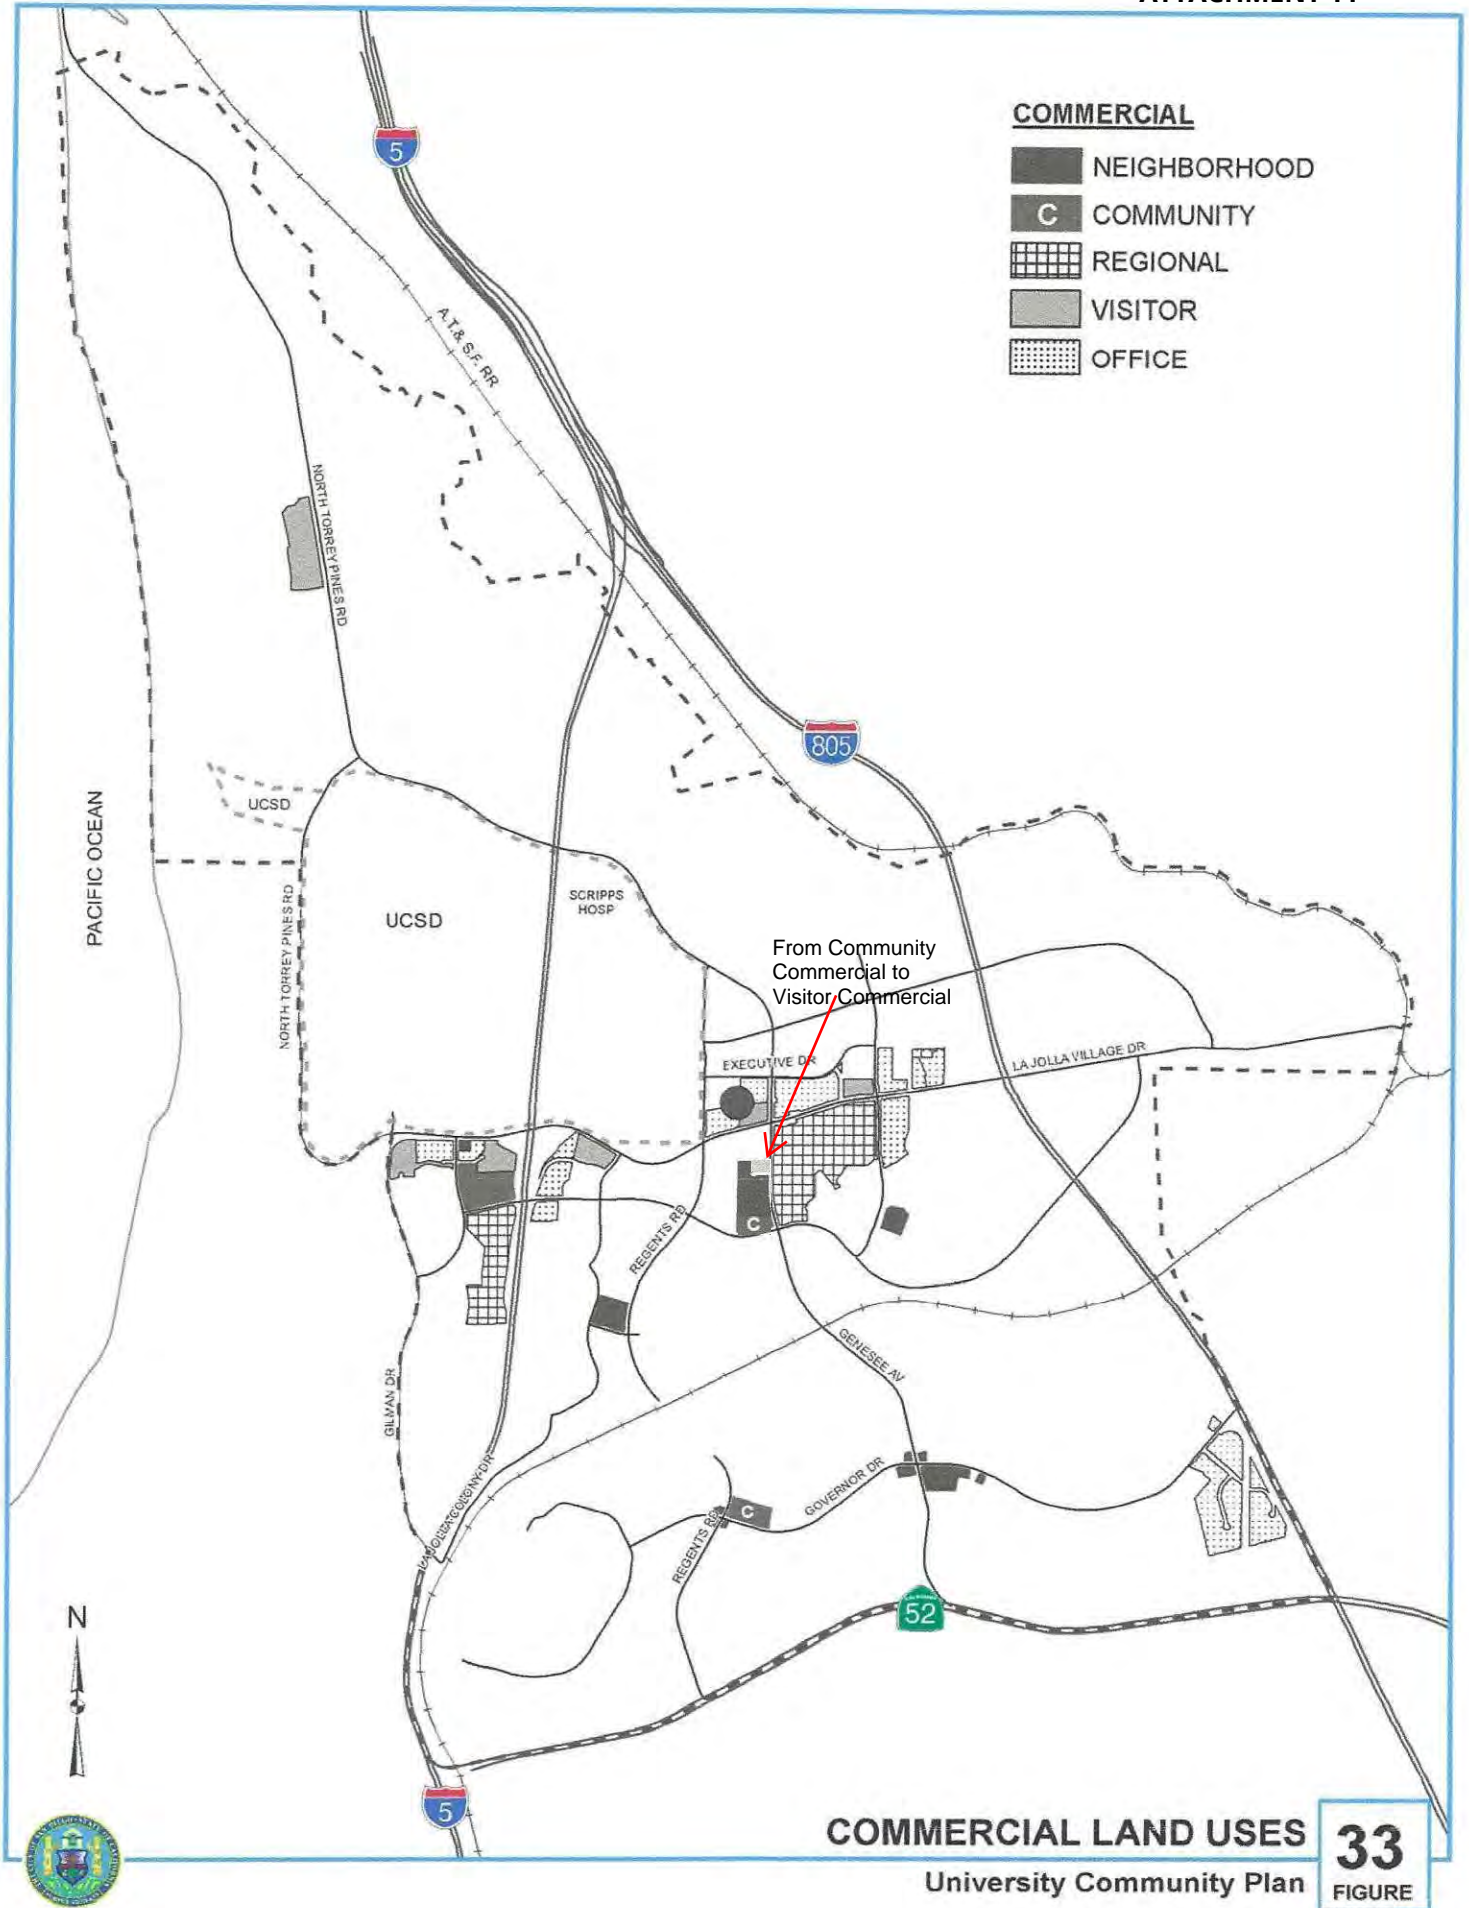 5
COMMERCIAL
NEIGHBORHOOD
C COMMUNITY
REGIONAL
VISITOR
OFFICE
A.T.& S.F. RR
NORTH TORREY PINES RD
805
UCSD
PACIFIC OCEAN
NORTH TORREY PINES RD
UCSD
SCRIPPS
HOSP
From Community
Commercial to
Visitor Commercial
EXECUTIVE DR
LA JOLLA VILLAGE DR
C
REGENTS RD
GENESEE AV
GILMAN DR
LA JOLLA COLONY DR
GOVERNOR DR
C
REGENTS RD
52
N
5
COMMERCIAL LAND USES
University Community Plan
33
FIGURE